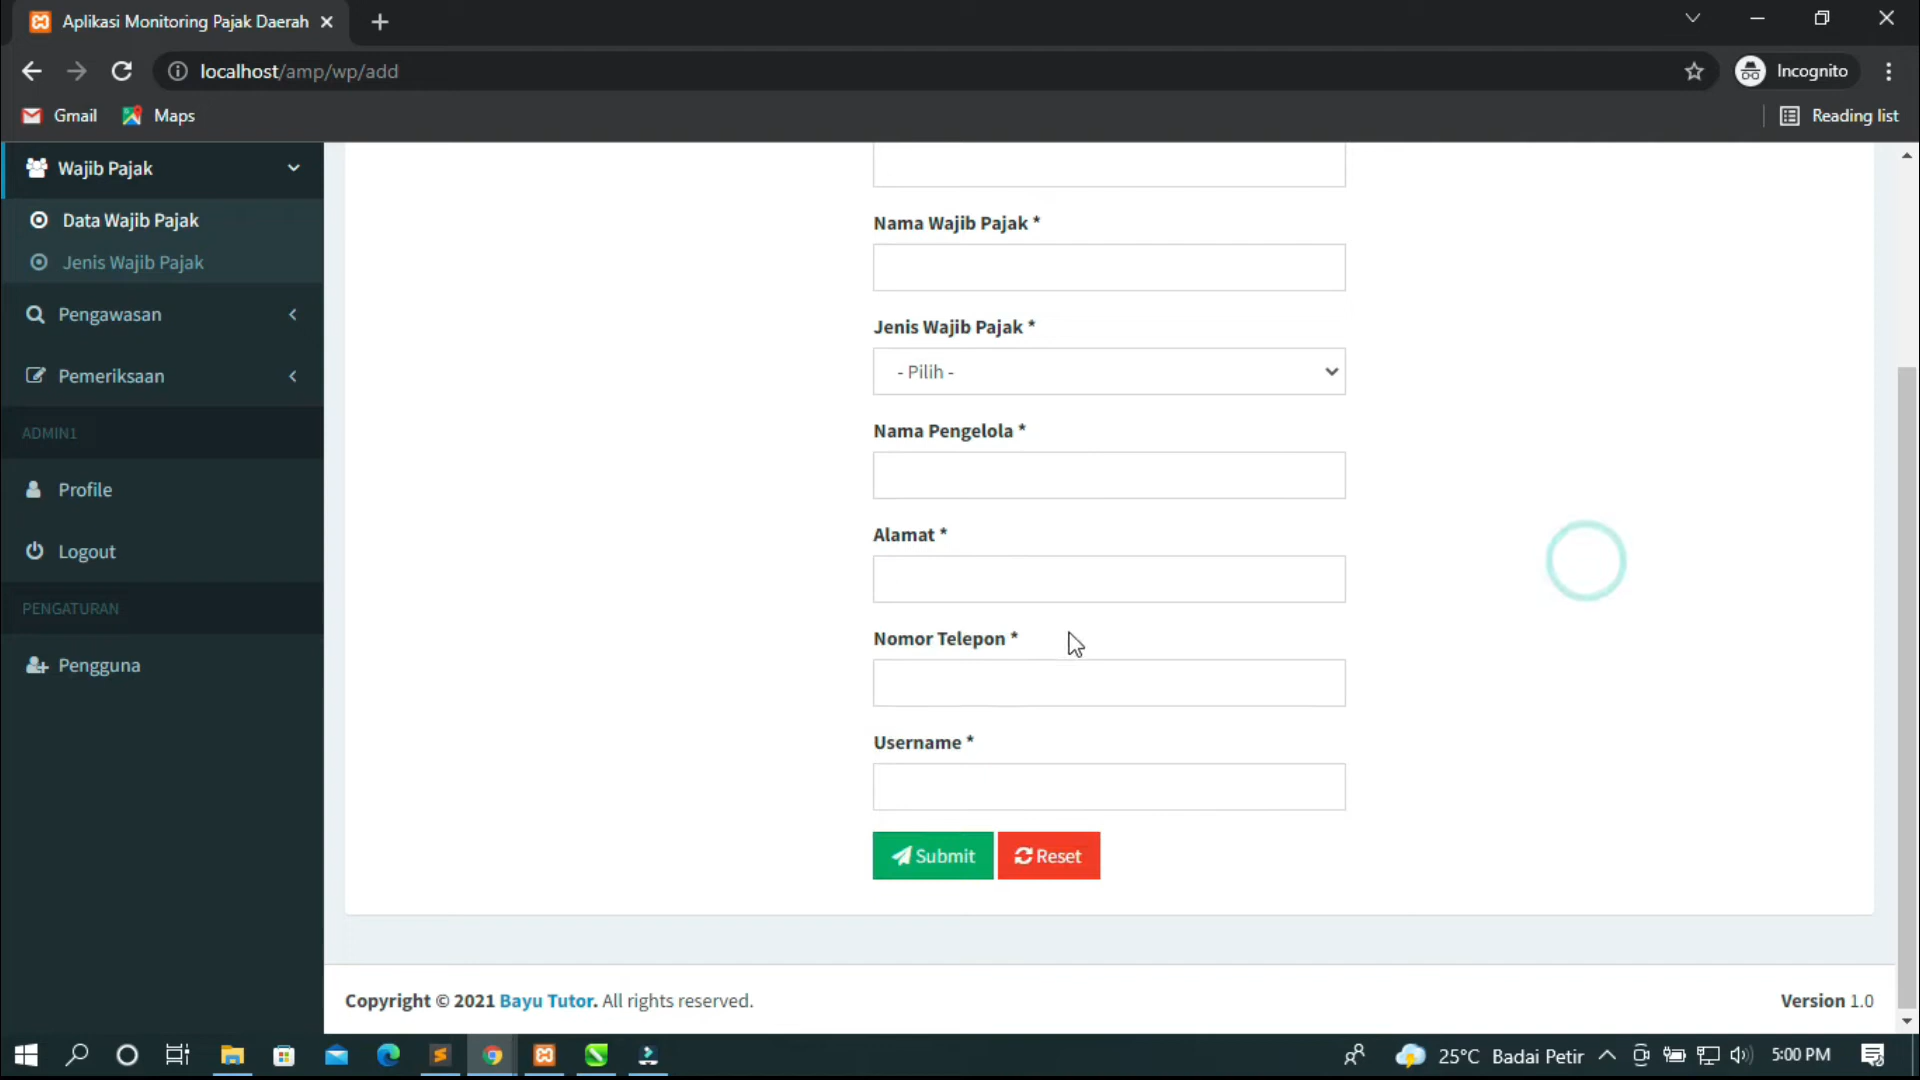 Aplikasi Monitoring Pajak Daerah
localhost/amp/wp/add
Incognito
Gmail
Maps
Reading list
Wajib Pajak
Data Wajib Pajak
Jenis Wajib Pajak
Pengawasan
Pemeriksaan
ADMIN1
Profile
Logout
PENGATURAN
Pengguna
Nama Wajib Pajak *
Jenis Wajib Pajak *
- Pilih -
Nama Pengelola *
Alamat *
Nomor Telepon *
Username *
Submit
Reset
Copyright © 2021 Bayu Tutor. All rights reserved.
Version 1.0
25°C Badai Petir
5:00 PM